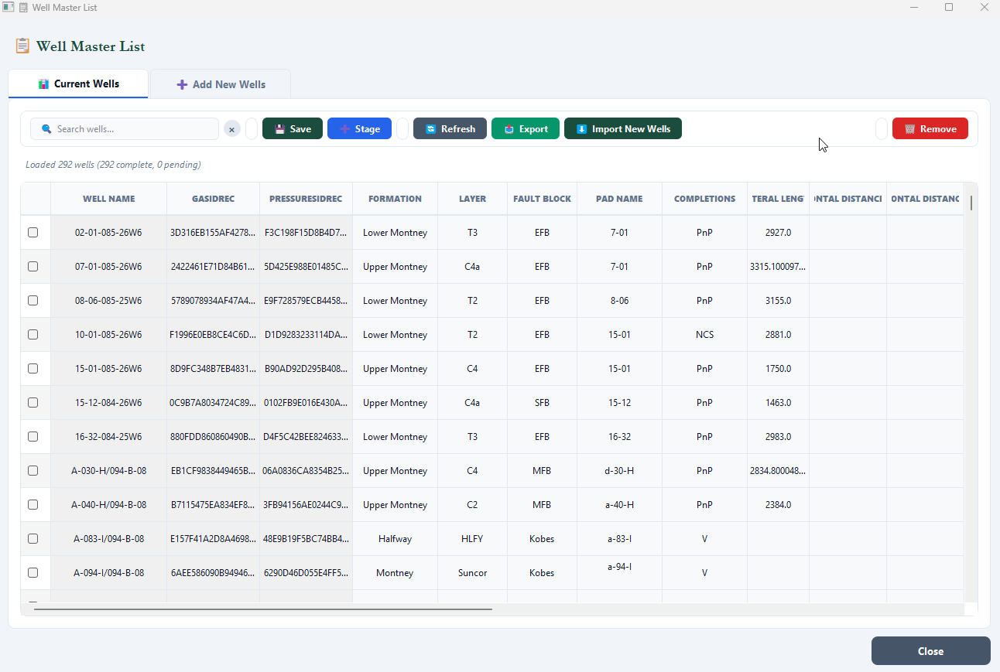 Well Master List
Well Master List
Current Wells
Add New Wells
Search wells...
×
Save
Stage
Refresh
Export
Import New Wells
Remove
Loaded 292 wells (292 complete, 0 pending)
WELL NAME GASIDREC PRESSURESIDREC FORMATION LAYER FAULT BLOCK PAD NAME COMPLETIONS TERAL LENG ONTAL DISTANCI ONTAL DISTANC
02-01-085-26W6 3D316EB155AF4278... F3C198F15D8B4D7... Lower Montney T3 EFB 7-01 PnP 2927.0
07-01-085-26W6 2422461E71D84B61... 5D425E988E01485C... Upper Montney C4a EFB 7-01 PnP 3315.100097...
08-06-085-25W6 5789078934AF47A4... E9F728579ECB4458... Lower Montney T2 EFB 8-06 PnP 3155.0
10-01-085-26W6 F1996E0EB8CE4C6D... D1D9283233114DA... Lower Montney T2 EFB 15-01 NCS 2881.0
15-01-085-26W6 8D9FC348B7EB4831... B90AD92D295B408... Upper Montney C4 EFB 15-01 PnP 1750.0
15-12-084-26W6 0C9B7A8034724C89... 0102FB9E016E430A... Upper Montney C4a SFB 15-12 PnP 1463.0
16-32-084-25W6 880FDD860860490B... D4F5C42BEE824633... Lower Montney T3 EFB 16-32 PnP 2983.0
A-030-H/094-B-08 EB1CF9838449465B... 06A0836CA8354B25... Upper Montney C4 MFB d-30-H PnP 2834.800048...
A-040-H/094-B-08 B7115475EA834EF8... 3FB94156AE0244C9... Upper Montney C2 MFB a-40-H PnP 2384.0
A-083-I/094-B-08 E157F41A2D8A4698... 48E9B19F5BC74BB4... Halfway HLFY Kobes a-83-I V
A-094-I/094-B-08 6AEE586090B94946... 6290D46D055E4FF5... Montney Suncor Kobes a-94-I V
Close